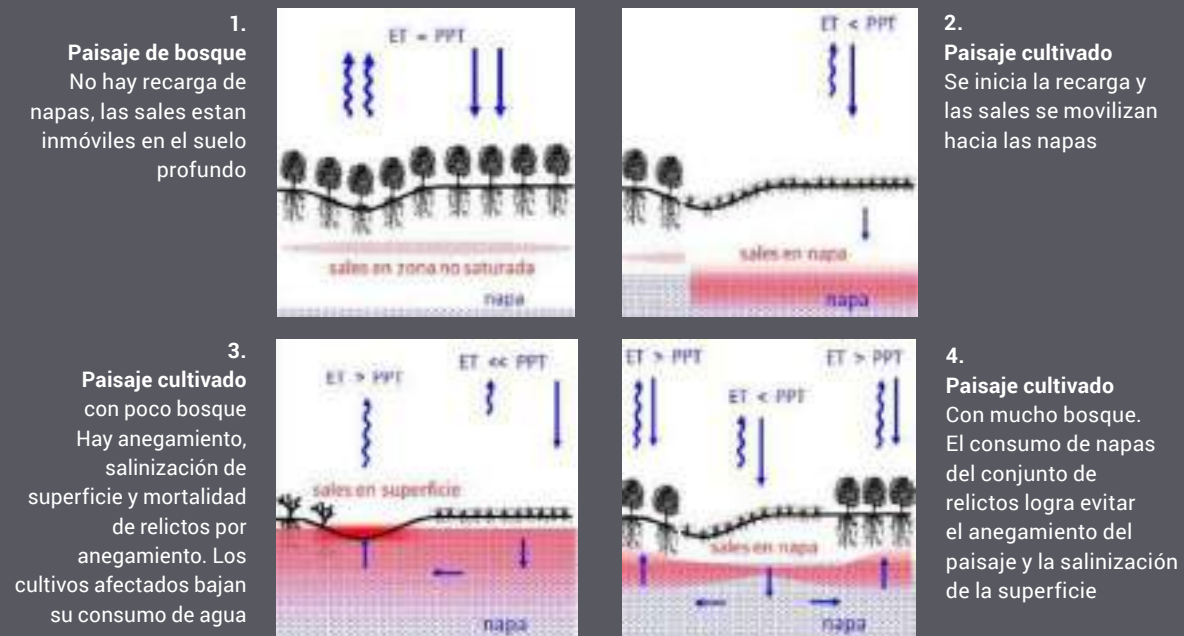 1.
Paisaje de bosque
No hay recarga de
napas, las sales estan
inmóviles en el suelo
profundo
ET = PPT
sales en zona no saturada
napa
ET < PPT
sales en napa
napa
2.
Paisaje cultivado
Se inicia la recarga y
las sales se movilizan
hacia las napas
3.
Paisaje cultivado
con poco bosque
Hay anegamiento,
salinización de
superficie y mortalidad
de relictos por
anegamiento. Los
cultivos afectados bajan
su consumo de agua
ET > PPT
ET << PPT
sales en superficie
napa
ET > PPT
ET < PPT
ET > PPT
sales en napa
napa
4.
Paisaje cultivado
Con mucho bosque.
El consumo de napas
del conjunto de
relictos logra evitar
el anegamiento del
paisaje y la salinización
de la superficie